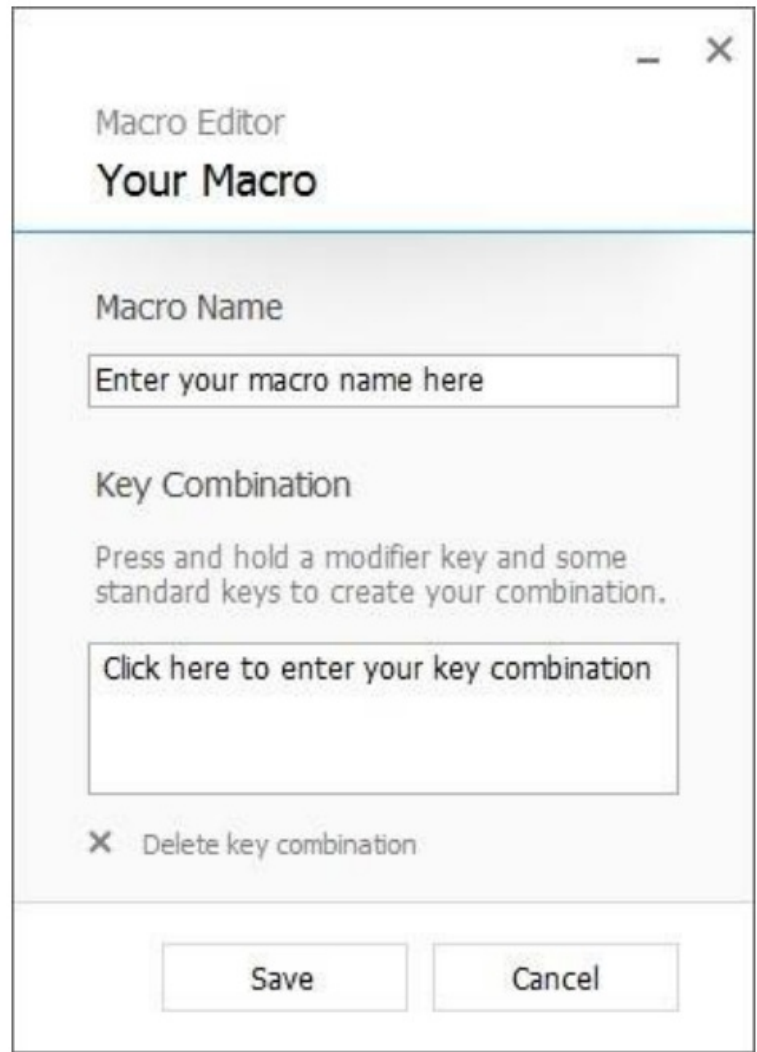 Macro Editor
Your Macro
Macro Name
Enter your macro name here
Key Combination
Press and hold a modifier key and some
standard keys to create your combination.
Click here to enter your key combination
Delete key combination
Save
Cancel